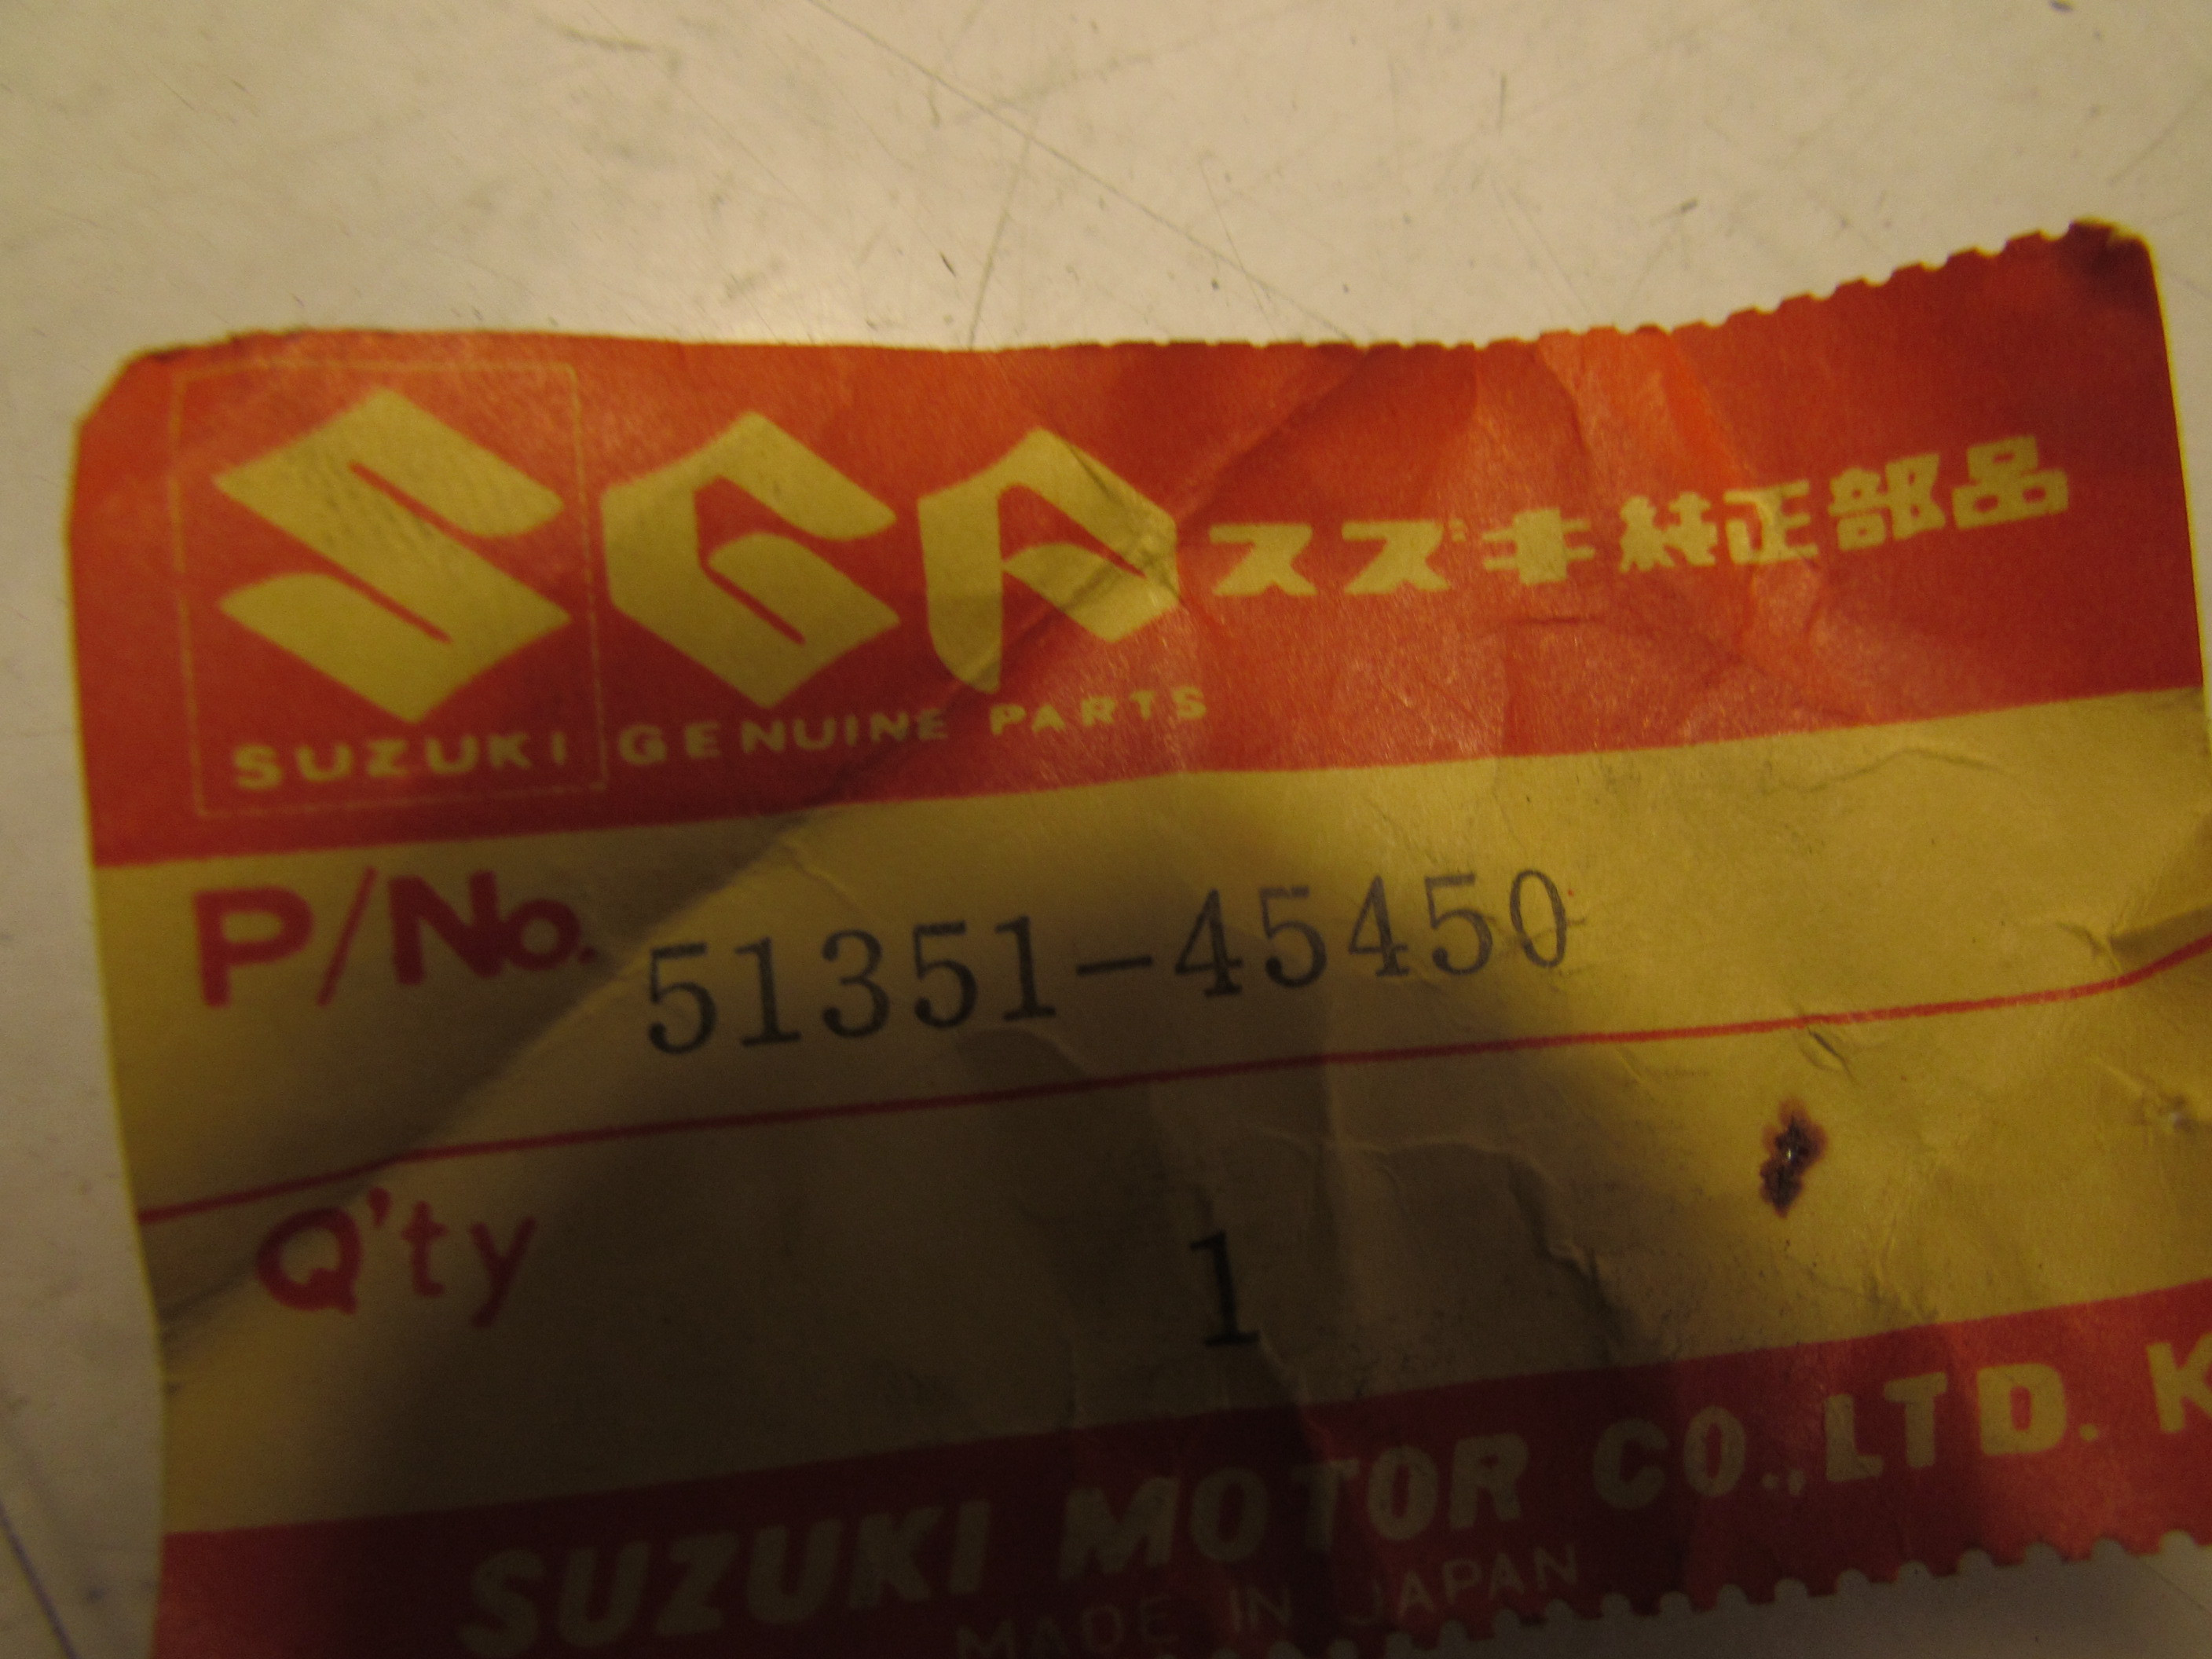 SGP スズキ純正部品
SUZUKI GENUINE PARTS
P/No. 51351-45450
Q'ty 1
SUZUKI MOTOR CO.,LTD. K
MADE IN JAPAN